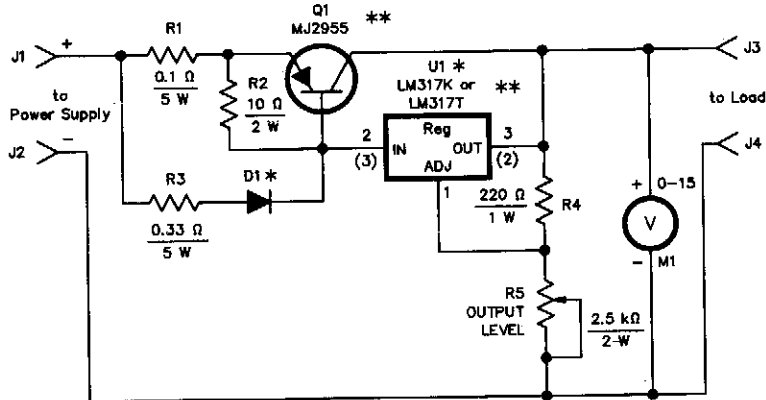 Q1
MJ2955 **
J1 +
R1
0.1 Ω
5 W
R2
10 Ω
2 W
U1 *
LM317K or
LM317T **
J3
to
Power Supply
to Load
J2 -
J4
2
(3)
Reg
IN OUT
ADJ
3
(2)
1
R3
0.33 Ω
5 W
D1 *
220 Ω
1 W
R4
+ 0-15
V
- M1
R5
OUTPUT
LEVEL
2.5 kΩ
2-W